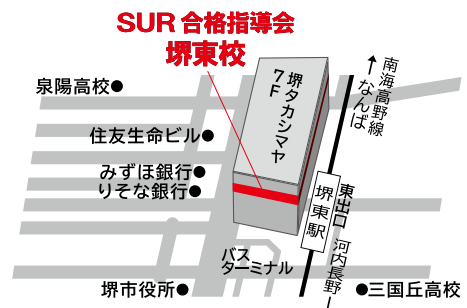 SUR 合格指導会
堺東校
泉陽高校
住友生命ビル
みずほ銀行
りそな銀行
堺市役所
堺タカシマヤ
7F
バス
ターミナル
南海高野線
なんば
東出口
堺東駅
河内長野
三国丘高校